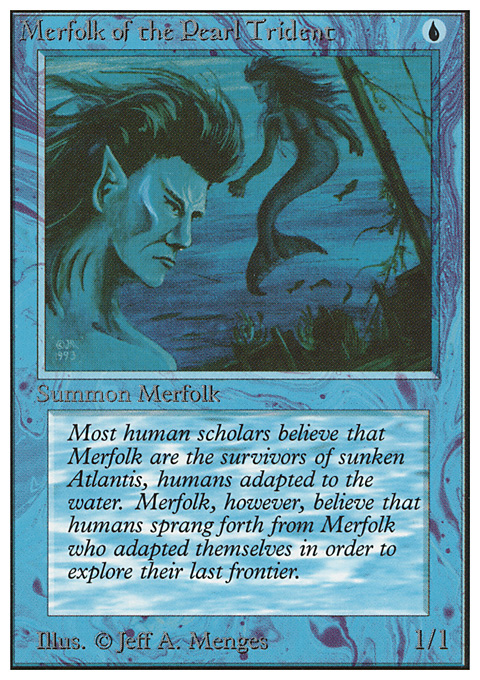 Merfolk of the Pearl Trident
1993
Summon Merfolk
Most human scholars believe that
Merfolk are the survivors of sunken
Atlantis, humans adapted to the
water. Merfolk, however, believe that
humans sprang forth from Merfolk
who adapted themselves in order to
explore their last frontier.
Illus. © Jeff A. Menges
1/1